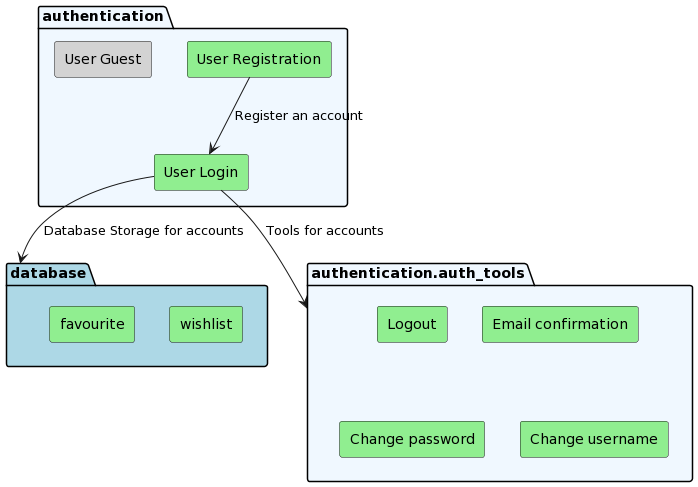 authentication
User Guest
User Registration
Register an account
User Login
Database Storage for accounts
Tools for accounts
database
favourite
wishlist
authentication.auth_tools
Logout
Email confirmation
Change password
Change username